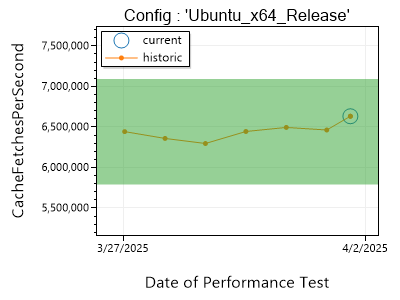 Config : 'Ubuntu_x64_Release'
current
historic
CacheFetchesPerSecond
7,500,000
7,000,000
6,500,000
6,000,000
5,500,000
3/27/2025
4/2/2025
Date of Performance Test